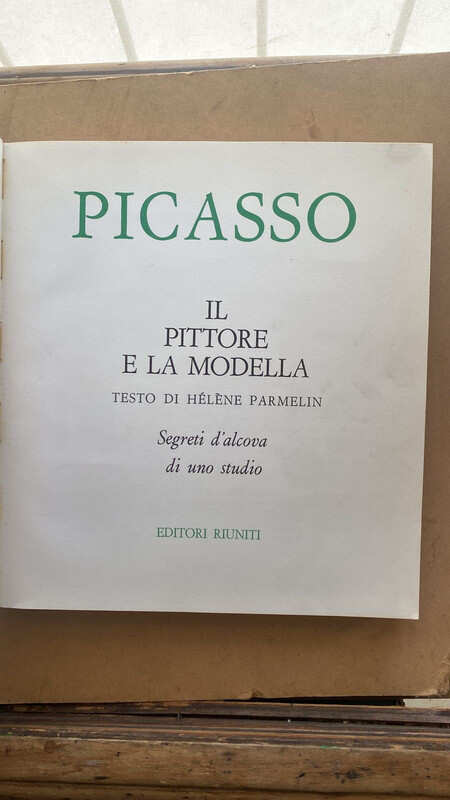 PICASSO
IL
PITTORE
E LA MODELLA
TESTO DI HÉLÈNE PARMELIN
Segreti d'alcova
di uno studio
EDITORI RIUNITI